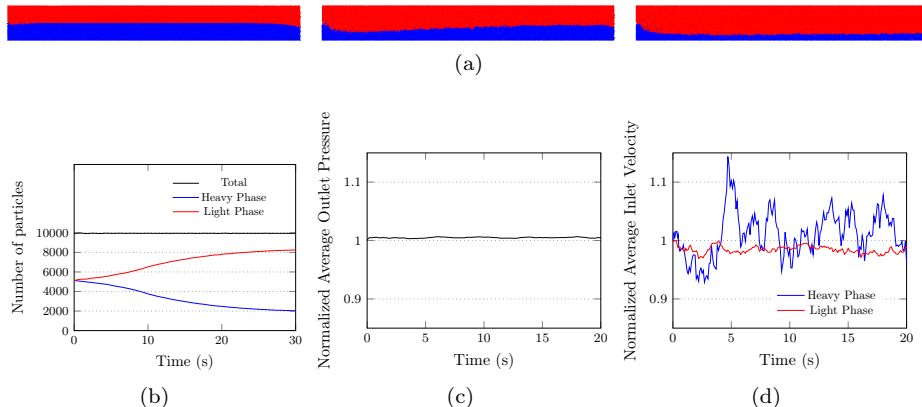 (a)
Number of particles
Total
Heavy Phase
Light Phase
10000
8000
6000
4000
2000
0
0
10
20
30
Time (s)
(b)
Normalized Average Outlet Pressure
1.1
1
0.9
0
5
10
15
20
Time (s)
(c)
Normalized Average Inlet Velocity
1.1
1
0.9
Heavy Phase
Light Phase
0
5
10
15
20
Time (s)
(d)